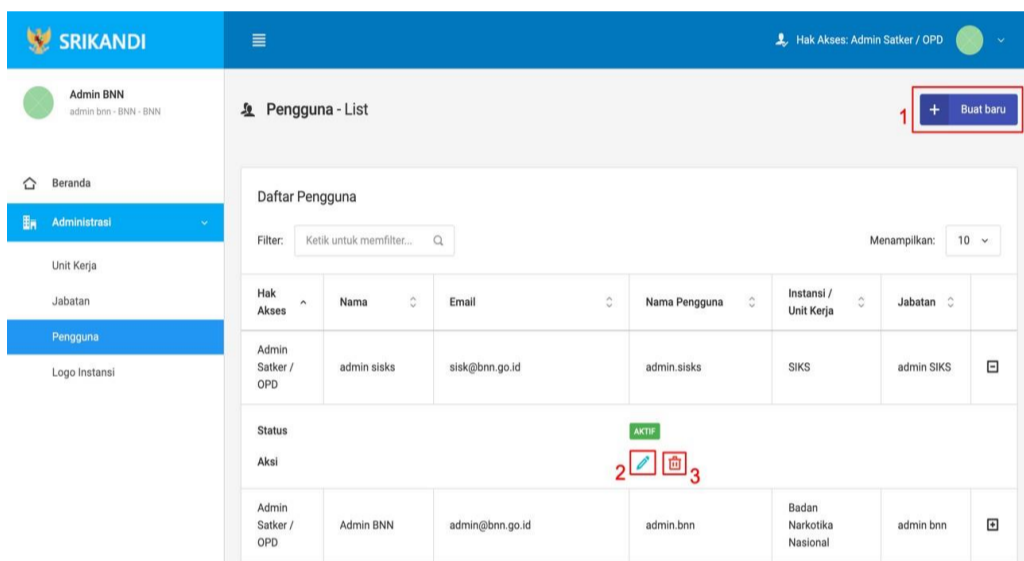 SRIKANDI
Hak Akses: Admin Satker / OPD
Admin BNN
admin bnn - BNN - BNN
Pengguna - List
1
+ Buat baru
Beranda
Administrasi
Unit Kerja
Jabatan
Pengguna
Logo Instansi
Daftar Pengguna
Filter: Ketik untuk memfilter...
Menampilkan: 10
Hak
Akses
Nama
Email
Nama Pengguna
Instansi /
Unit Kerja
Jabatan
Admin
Satker /
OPD
admin sisks
sisk@bnn.go.id
admin.sisks
SIKS
admin SIKS
Status
AKTIF
Aksi
2
3
Admin
Satker /
OPD
Admin BNN
admin@bnn.go.id
admin.bnn
Badan
Narkotika
Nasional
admin bnn